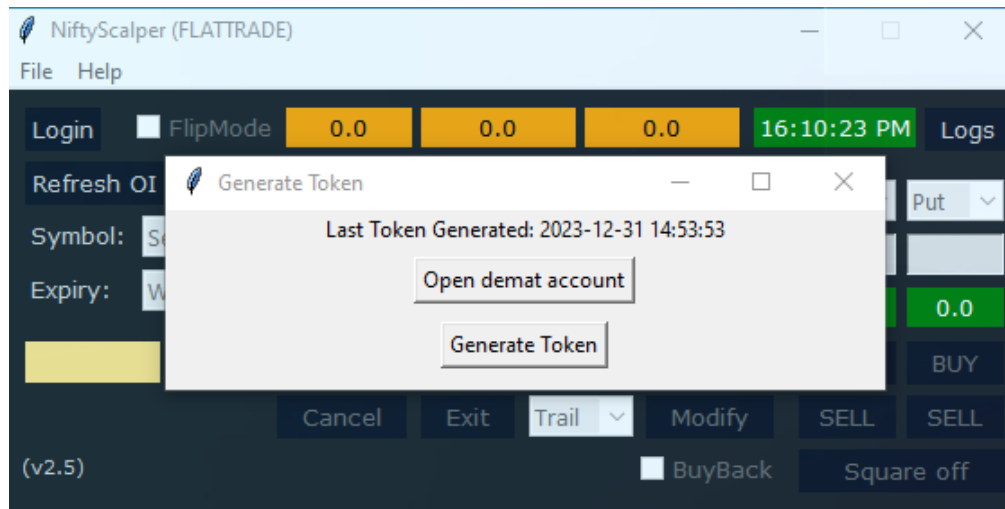 NiftyScalper (FLATTRADE)
File Help
Login FlipMode 0.0 0.0 0.0 16:10:23 PM Logs
Refresh OI Generate Token Put
Last Token Generated: 2023-12-31 14:53:53
Symbol:
Open demat account
Expiry: 0.0
Generate Token
BUY
Cancel Exit Trail Modify SELL SELL
(v2.5) BuyBack Square off